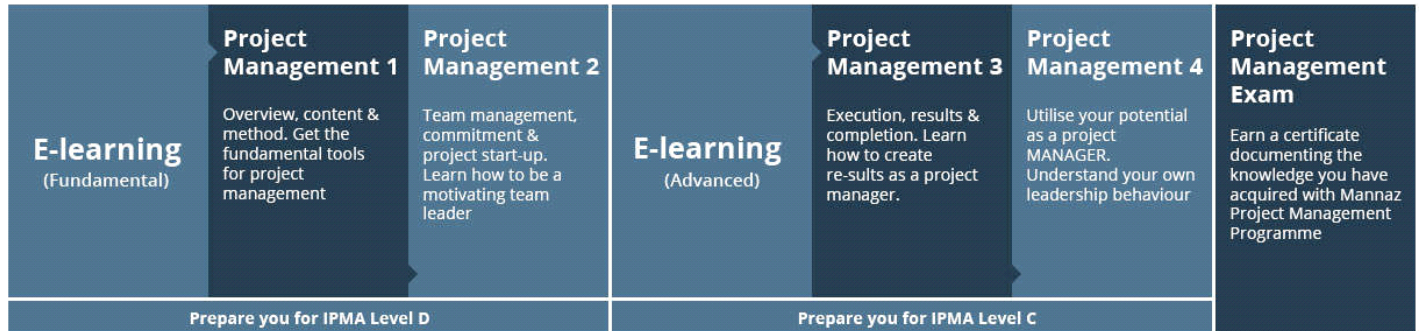 E-learning
(Fundamental)
Project
Management 1
Overview, content &
method. Get the
fundamental tools
for project
management
Project
Management 2
Team management,
commitment &
project start-up.
Learn how to be a
motivating team
leader
Prepare you for IPMA Level D
E-learning
(Advanced)
Project
Management 3
Execution, results &
completion. Learn
how to create
re-sults as a project
manager.
Project
Management 4
Utilise your potential
as a project
MANAGER.
Understand your own
leadership behaviour
Prepare you for IPMA Level C
Project
Management
Exam
Earn a certificate
documenting the
knowledge you have
acquired with Mannaz
Project Management
Programme